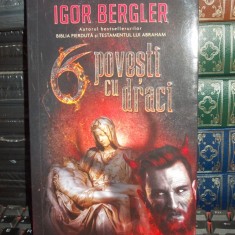 IGOR BERGLER
Autorul bestsellerurilor
BIBLIA PIERDUTĂ și TESTAMENTUL LUI ABRAHAM
6 povești
cu draci